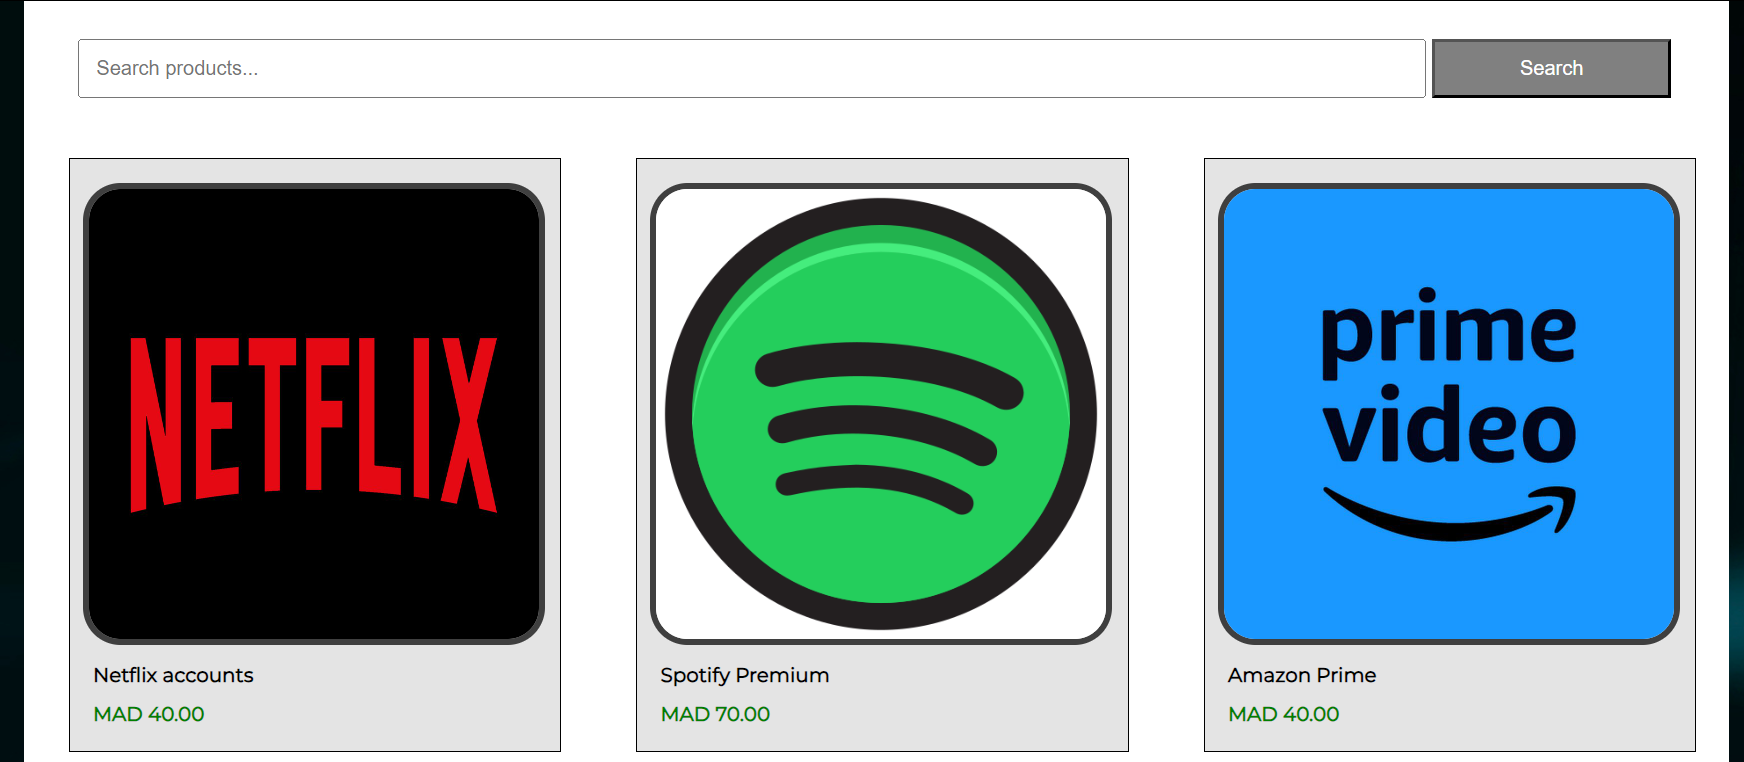 Search products...
Search
NETFLIX
prime
video
Netflix accounts
MAD 40.00
Spotify Premium
MAD 70.00
Amazon Prime
MAD 40.00